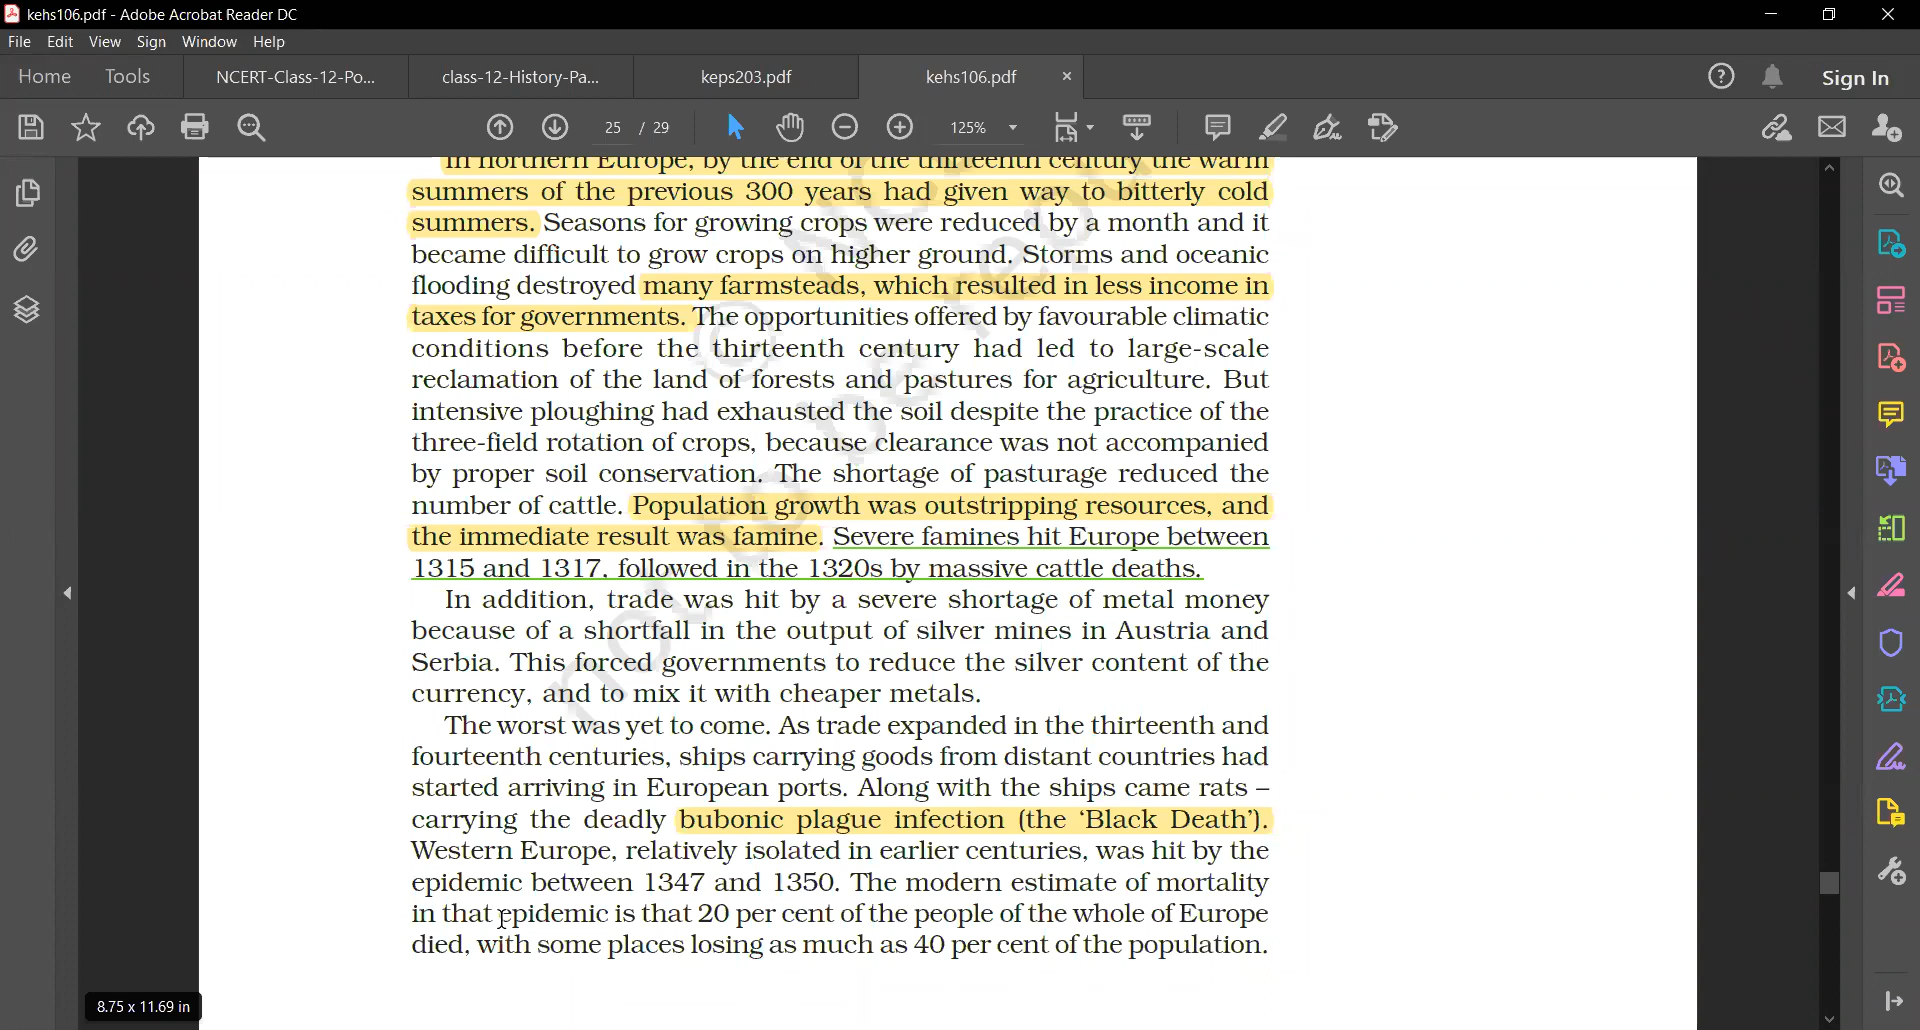 kehs106.pdf - Adobe Acrobat Reader DC
File Edit View Sign Window Help
Home Tools NCERT-Class-12-Po... class-12-History-Pa... keps203.pdf kehs106.pdf × Sign In
25 / 29 125%
In northern Europe, by the end of the thirteenth century the warm
summers of the previous 300 years had given way to bitterly cold
summers. Seasons for growing crops were reduced by a month and it
became difficult to grow crops on higher ground. Storms and oceanic
flooding destroyed many farmsteads, which resulted in less income in
taxes for governments. The opportunities offered by favourable climatic
conditions before the thirteenth century had led to large-scale
reclamation of the land of forests and pastures for agriculture. But
intensive ploughing had exhausted the soil despite the practice of the
three-field rotation of crops, because clearance was not accompanied
by proper soil conservation. The shortage of pasturage reduced the
number of cattle. Population growth was outstripping resources, and
the immediate result was famine. Severe famines hit Europe between
1315 and 1317, followed in the 1320s by massive cattle deaths.
In addition, trade was hit by a severe shortage of metal money
because of a shortfall in the output of silver mines in Austria and
Serbia. This forced governments to reduce the silver content of the
currency, and to mix it with cheaper metals.
The worst was yet to come. As trade expanded in the thirteenth and
fourteenth centuries, ships carrying goods from distant countries had
started arriving in European ports. Along with the ships came rats –
carrying the deadly bubonic plague infection (the ‘Black Death’).
Western Europe, relatively isolated in earlier centuries, was hit by the
epidemic between 1347 and 1350. The modern estimate of mortality
in that epidemic is that 20 per cent of the people of the whole of Europe
died, with some places losing as much as 40 per cent of the population.
not to be
8.75 x 11.69 in